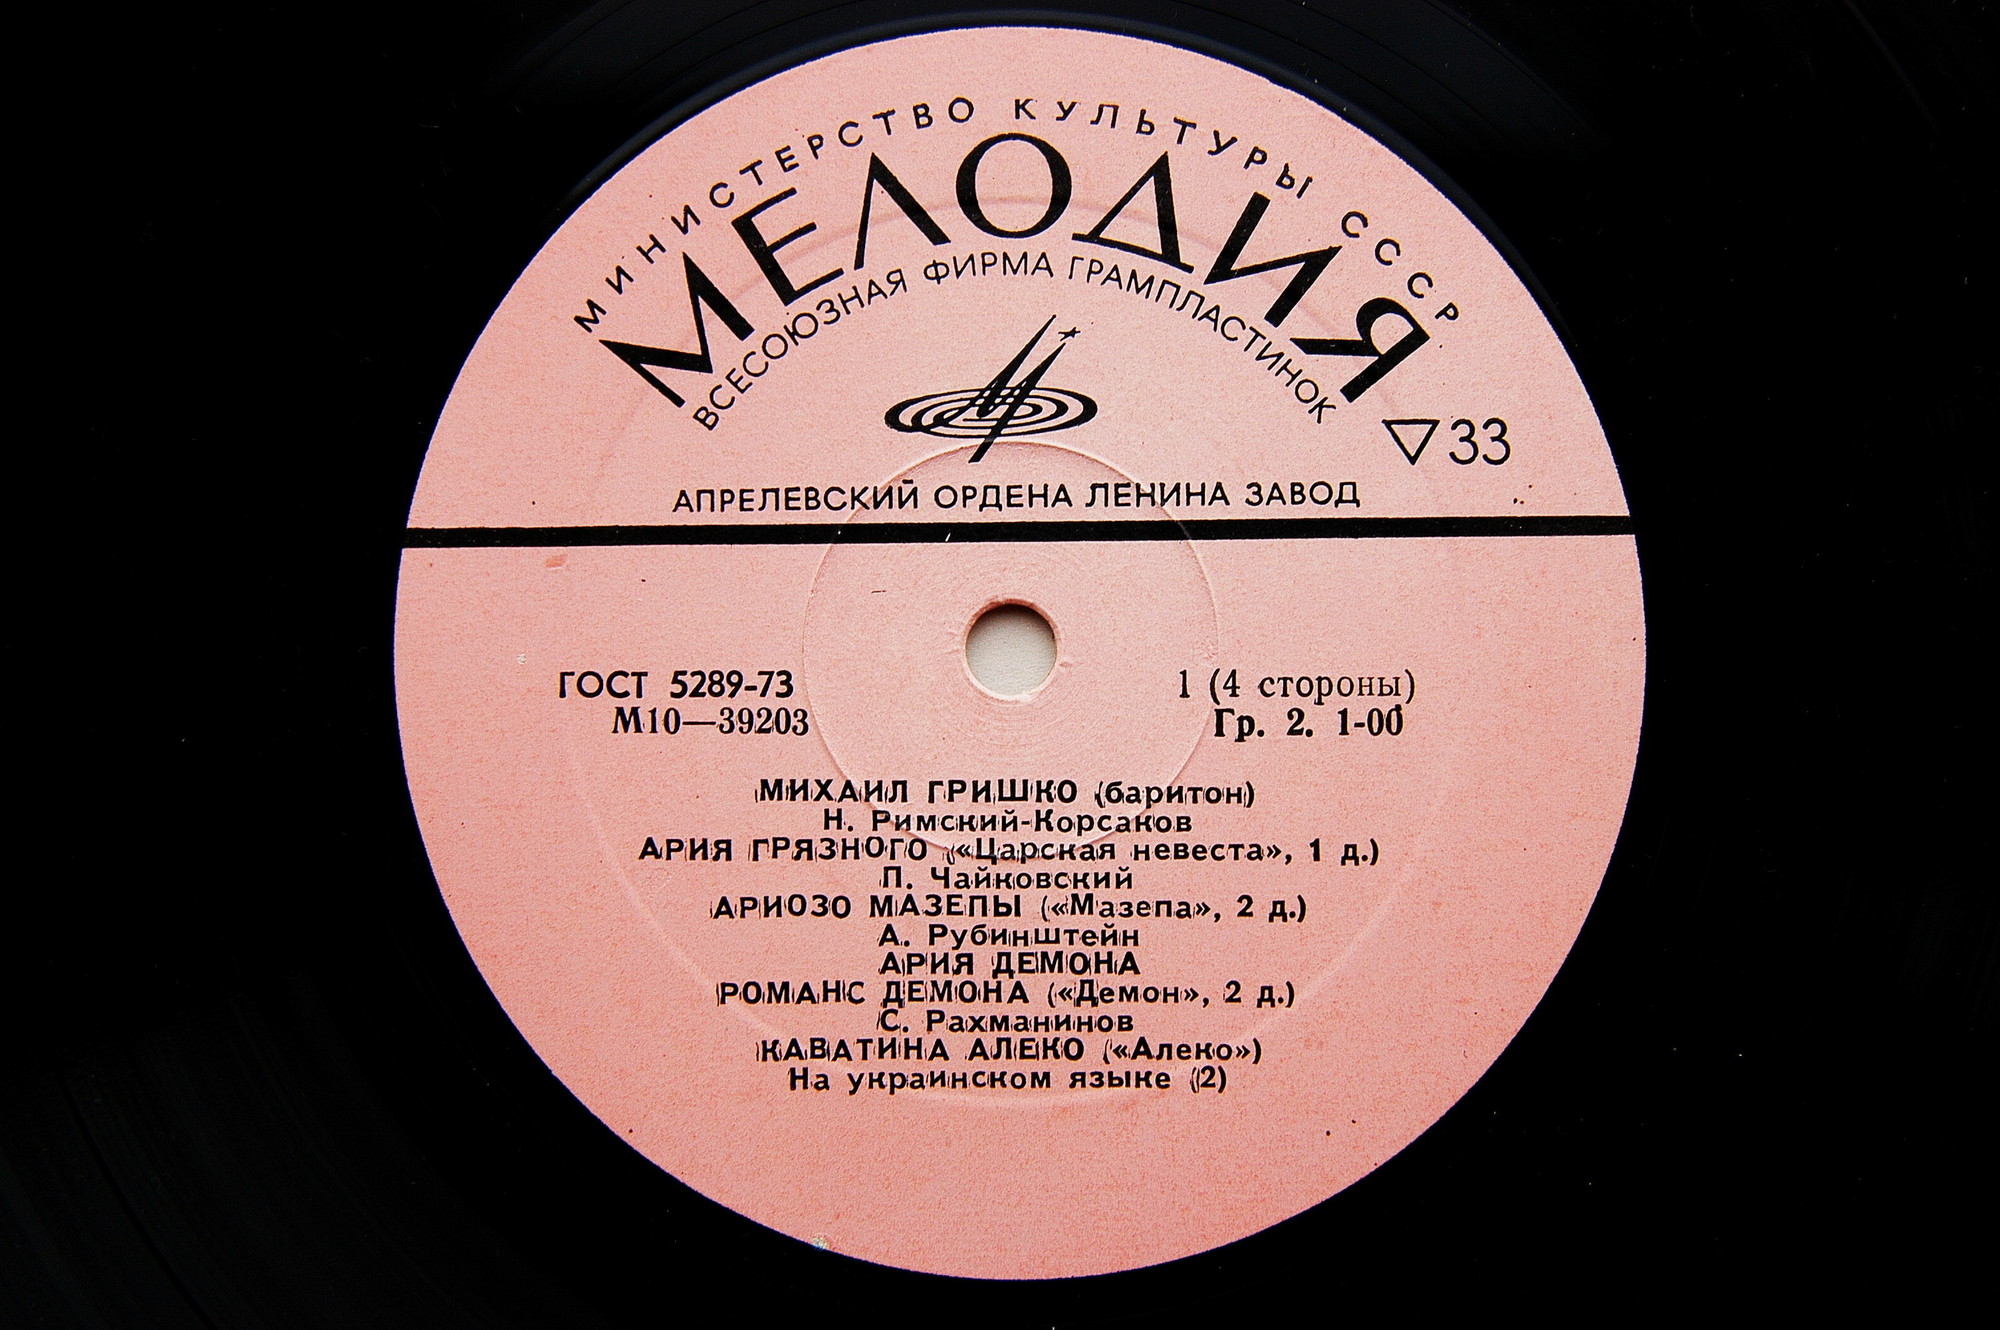 МИНИСТЕРСТВО КУЛЬТУРЫ СССР
МЕЛОДИЯ
ВСЕСОЮЗНАЯ ФИРМА ГРАМПЛАСТИНОК
▽33
АПРЕЛЕВСКИЙ ОРДЕНА ЛЕНИНА ЗАВОД
ГОСТ 5289-73
1 (4 стороны)
М10—39203
Гр. 2. 1-00
МИХАИЛ ГРИШКО (баритон)
Н. Римский-Корсаков
АРИЯ ГРЯЗНОГО («Царская невеста», 1 д.)
П. Чайковский
АРИОЗО МАЗЕПЫ («Мазепа», 2 д.)
А. Рубинштейн
АРИЯ ДЕМОНА
РОМАНС ДЕМОНА («Демон», 2 д.)
С. Рахманинов
КАВАТИНА АЛЕКО («Алеко»)
На украинском языке (2)